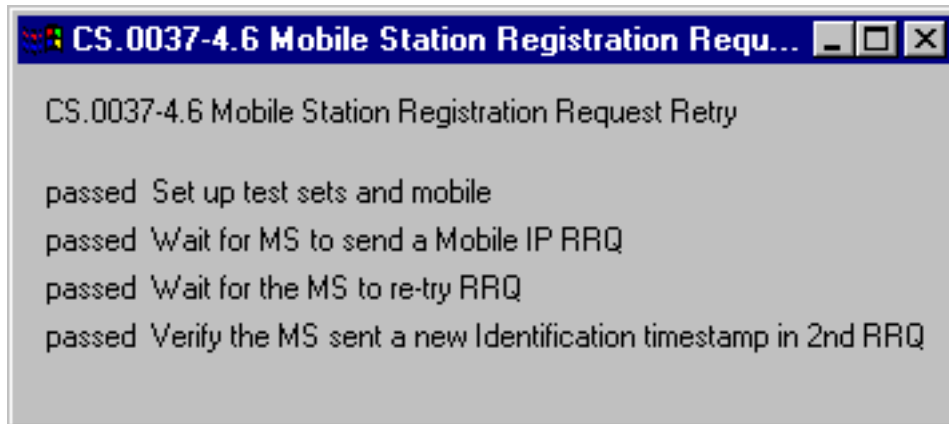 CS.0037-4.6 Mobile Station Registration Requ...
CS.0037-4.6 Mobile Station Registration Request Retry
passed Set up test sets and mobile
passed Wait for MS to send a Mobile IP RRQ
passed Wait for the MS to re-try RRQ
passed Verify the MS sent a new Identification timestamp in 2nd RRQ